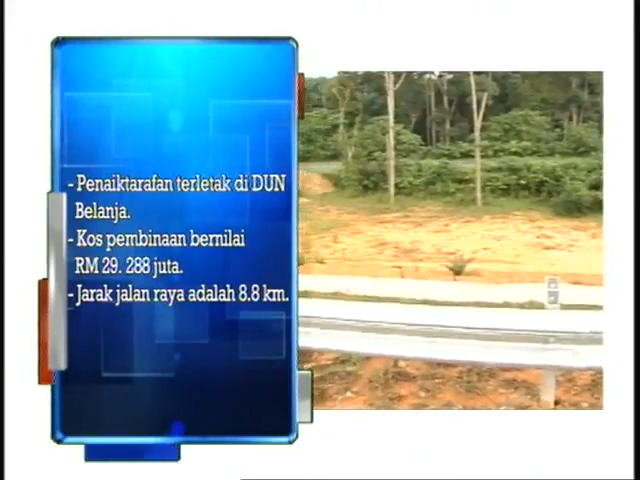 - Penaiktarafan terletak di DUN
Belanja.
- Kos pembinaan bernilai
RM 29. 288 juta.
- Jarak jalan raya adalah 8.8 km.